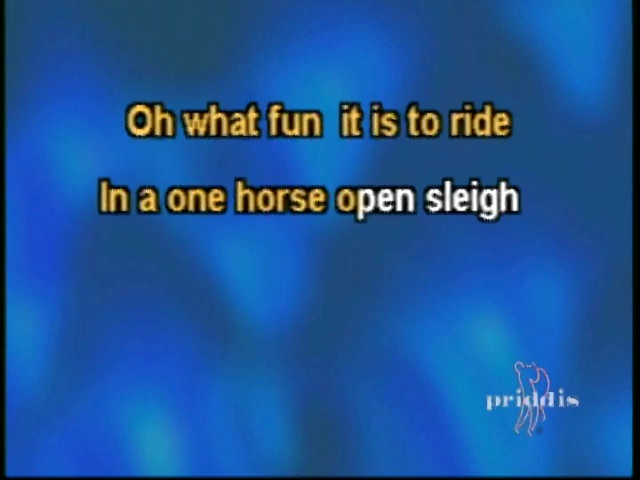 Oh what fun it is to ride
In a one horse open sleigh
priddis